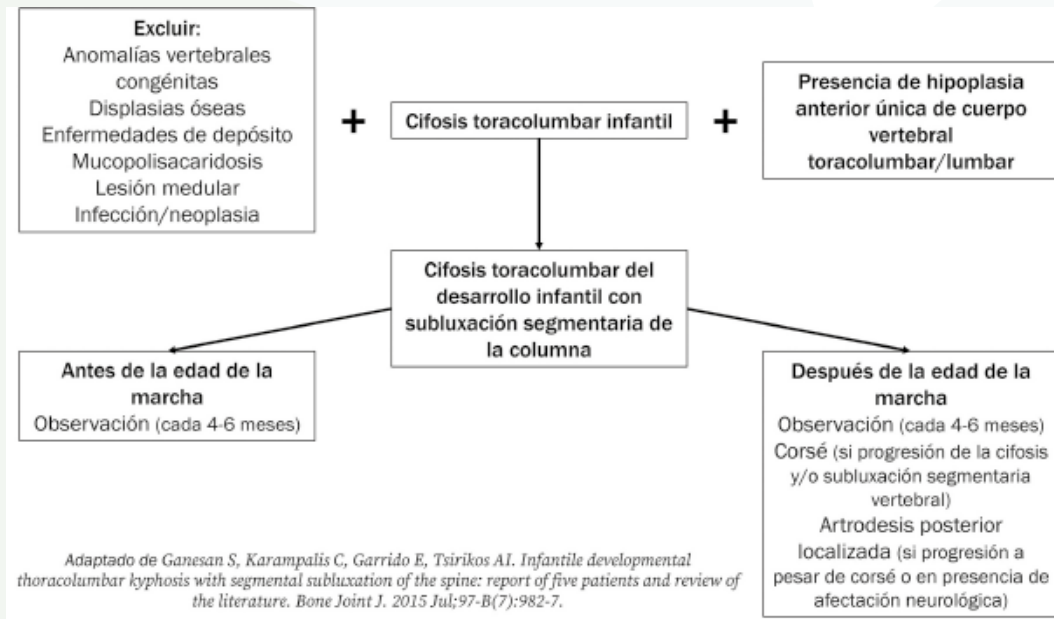 Excluir:
Anomalías vertebrales
congénitas
Displasias óseas
Enfermedades de depósito
Mucopolisacaridosis
Lesión medular
Infección/neoplasia
+
Cifosis toracolumbar infantil
+
Presencia de hipoplasia
anterior única de cuerpo
vertebral
toracolumbar/lumbar
Cifosis toracolumbar del
desarrollo infantil con
subluxación segmentaria de
la columna
Antes de la edad de la
marcha
Observación (cada 4-6 meses)
Después de la edad de la
marcha
Observación (cada 4-6 meses)
Corsé (si progresión de la cifosis
y/o subluxación segmentaria
vertebral)
Artrodesis posterior
localizada (si progresión a
pesar de corsé o en presencia de
afectación neurológica)
Adaptado de Ganesan S, Karampalis C, Garrido E, Tsirikos AI. Infantile developmental
thoracolumbar kyphosis with segmental subluxation of the spine: report of five patients and review of
the literature. Bone Joint J. 2015 Jul;97-B(7):982-7.